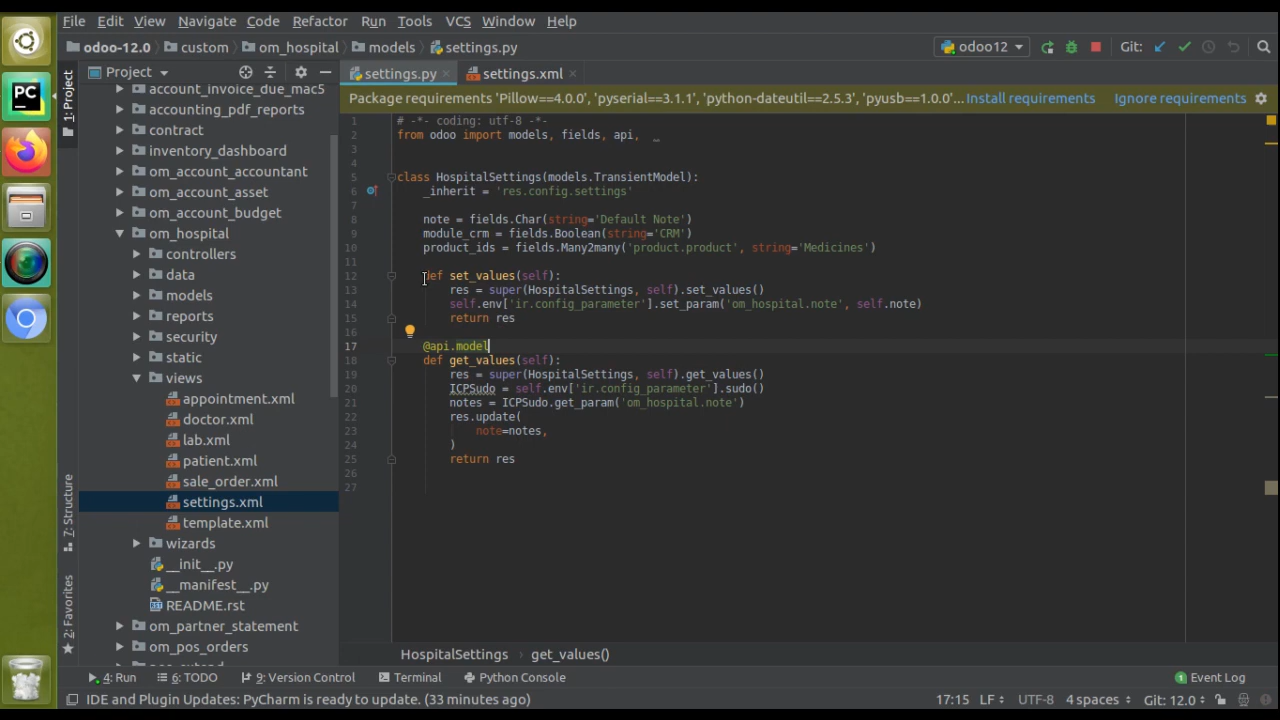 File Edit View Navigate Code Refactor Run Tools VCS Window Help
odoo-12.0 custom om_hospital models settings.py odoo12 Git:
1: Project
Project
settings.py settings.xml
Package requirements 'Pillow==4.0.0', 'pyserial==3.1.1', 'python-dateutil==2.5.3', 'pyusb==1.0.0'... Install requirements Ignore requirements
account_invoice_due_mac5
accounting_pdf_reports
contract
inventory_dashboard
om_account_accountant
om_account_asset
om_account_budget
om_hospital
controllers
data
models
reports
security
static
views
appointment.xml
doctor.xml
lab.xml
patient.xml
sale_order.xml
settings.xml
template.xml
wizards
__init__.py
__manifest__.py
README.rst
om_partner_statement
om_pos_orders
PC
7: Structure
2: Favorites
1 # -*- coding: utf-8 -*-
2 from odoo import models, fields, api, _
3
4
5 class HospitalSettings(models.TransientModel):
6 _inherit = 'res.config.settings'
7
8 note = fields.Char(string='Default Note')
9 module_crm = fields.Boolean(string='CRM')
10 product_ids = fields.Many2many('product.product', string='Medicines')
11
12 def set_values(self):
13 res = super(HospitalSettings, self).set_values()
14 self.env['ir.config_parameter'].set_param('om_hospital.note', self.note)
15 return res
16
17 @api.model
18 def get_values(self):
19 res = super(HospitalSettings, self).get_values()
20 ICPSudo = self.env['ir.config_parameter'].sudo()
21 notes = ICPSudo.get_param('om_hospital.note')
22 res.update(
23 note=notes,
24 )
25 return res
26
27
HospitalSettings › get_values()
4: Run 6: TODO 9: Version Control Terminal Python Console 1 Event Log
IDE and Plugin Updates: PyCharm is ready to update. (33 minutes ago) 17:15 LF UTF-8 4 spaces Git: 12.0